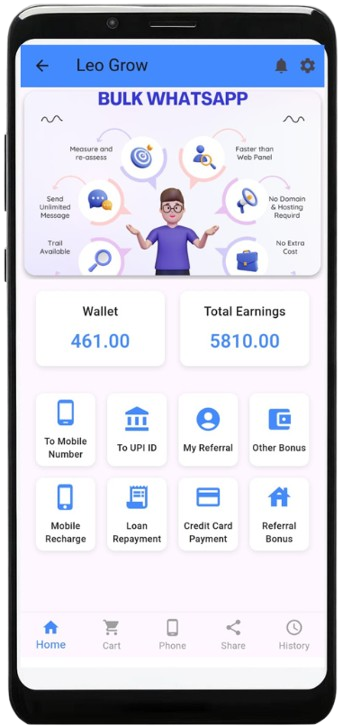 Leo Grow
BULK WHATSAPP
Measure and
re-assess
Faster than
Web Panel
Send
Unlimited
Message
No Domain
& Hosting
Requird
Trail
Available
No Extra
Cost
Wallet
461.00
Total Earnings
5810.00
To Mobile
Number
To UPI ID
My Referral
Other Bonus
Mobile
Recharge
Loan
Repayment
Credit Card
Payment
Referral
Bonus
Home
Cart
Phone
Share
History